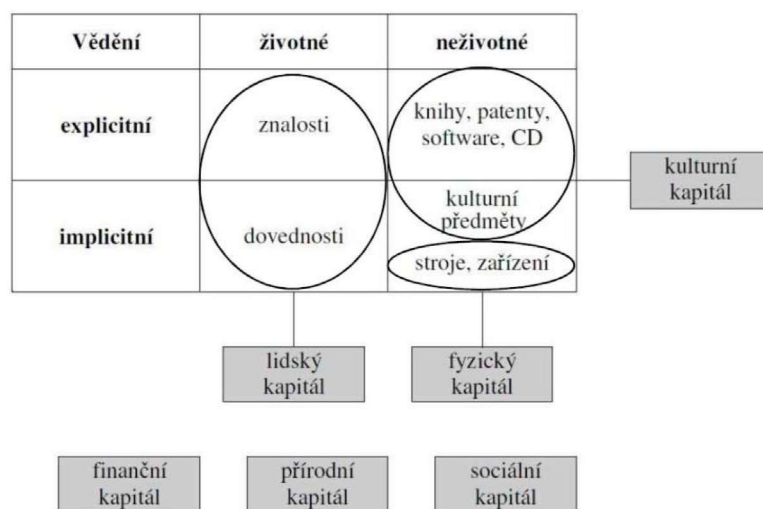 Vědění životné neživotné
explicitní znalosti knihy, patenty,
software, CD
kulturní
kapitál
implicitní dovednosti kulturní
předměty
stroje, zařízení
lidský
kapitál
fyzický
kapitál
finanční
kapitál
přírodní
kapitál
sociální
kapitál